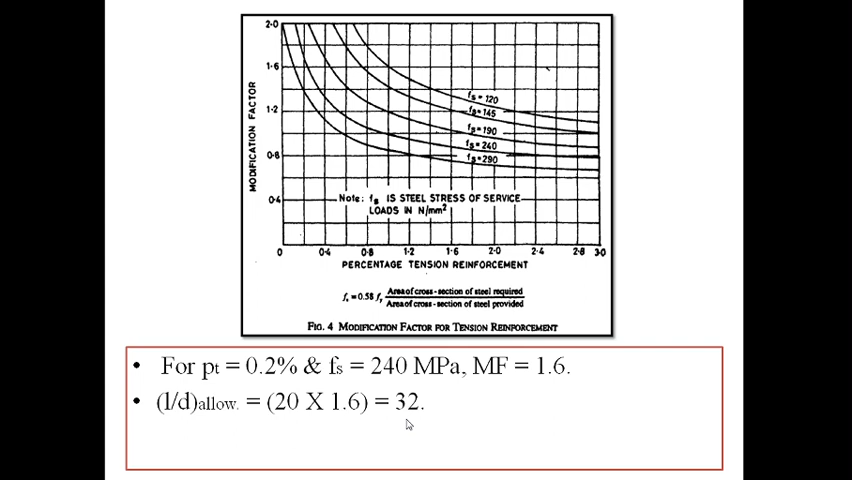 2·0
1·6
1·2
0·8
0·4
MODIFICATION FACTOR
fs=120
fs=145
fs=190
fs=240
fs=290
Note: fs IS STEEL STRESS OF SERVICE
LOADS IN N/mm²
0 0·4 0·8 1·2 1·6 2·0 2·4 2·8 3·0
PERCENTAGE TENSION REINFORCEMENT
fs = 0.58 fy Area of cross-section of steel required
Area of cross-section of steel provided
FIG. 4 MODIFICATION FACTOR FOR TENSION REINFORCEMENT
• For pt = 0.2% & fs = 240 MPa, MF = 1.6.
• (l/d)allow. = (20 X 1.6) = 32.